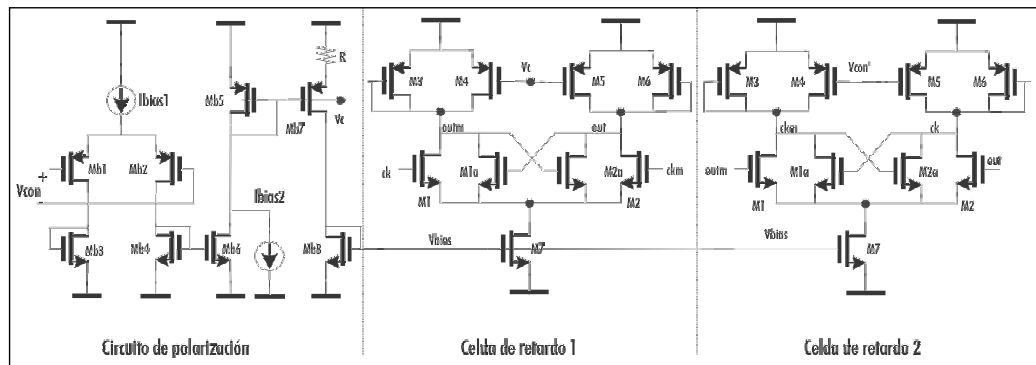 Ibias1
Mb1
Mb2
Vcon
+
Mb3
Mb4
Mb5
Mb6
Ibias2
R
Mb7
Vc
Mb8
Circuito de polarización
M3
M4
Vc
M5
M6
outm
out
ck
M1a
M2a
ckm
M1
M2
Vbias
M7
Celda de retardo 1
M3
M4
Vcon'
M5
M6
ckm
ck
outm
M1a
M2a
out
M1
M2
Vbias
M7
Celda de retardo 2